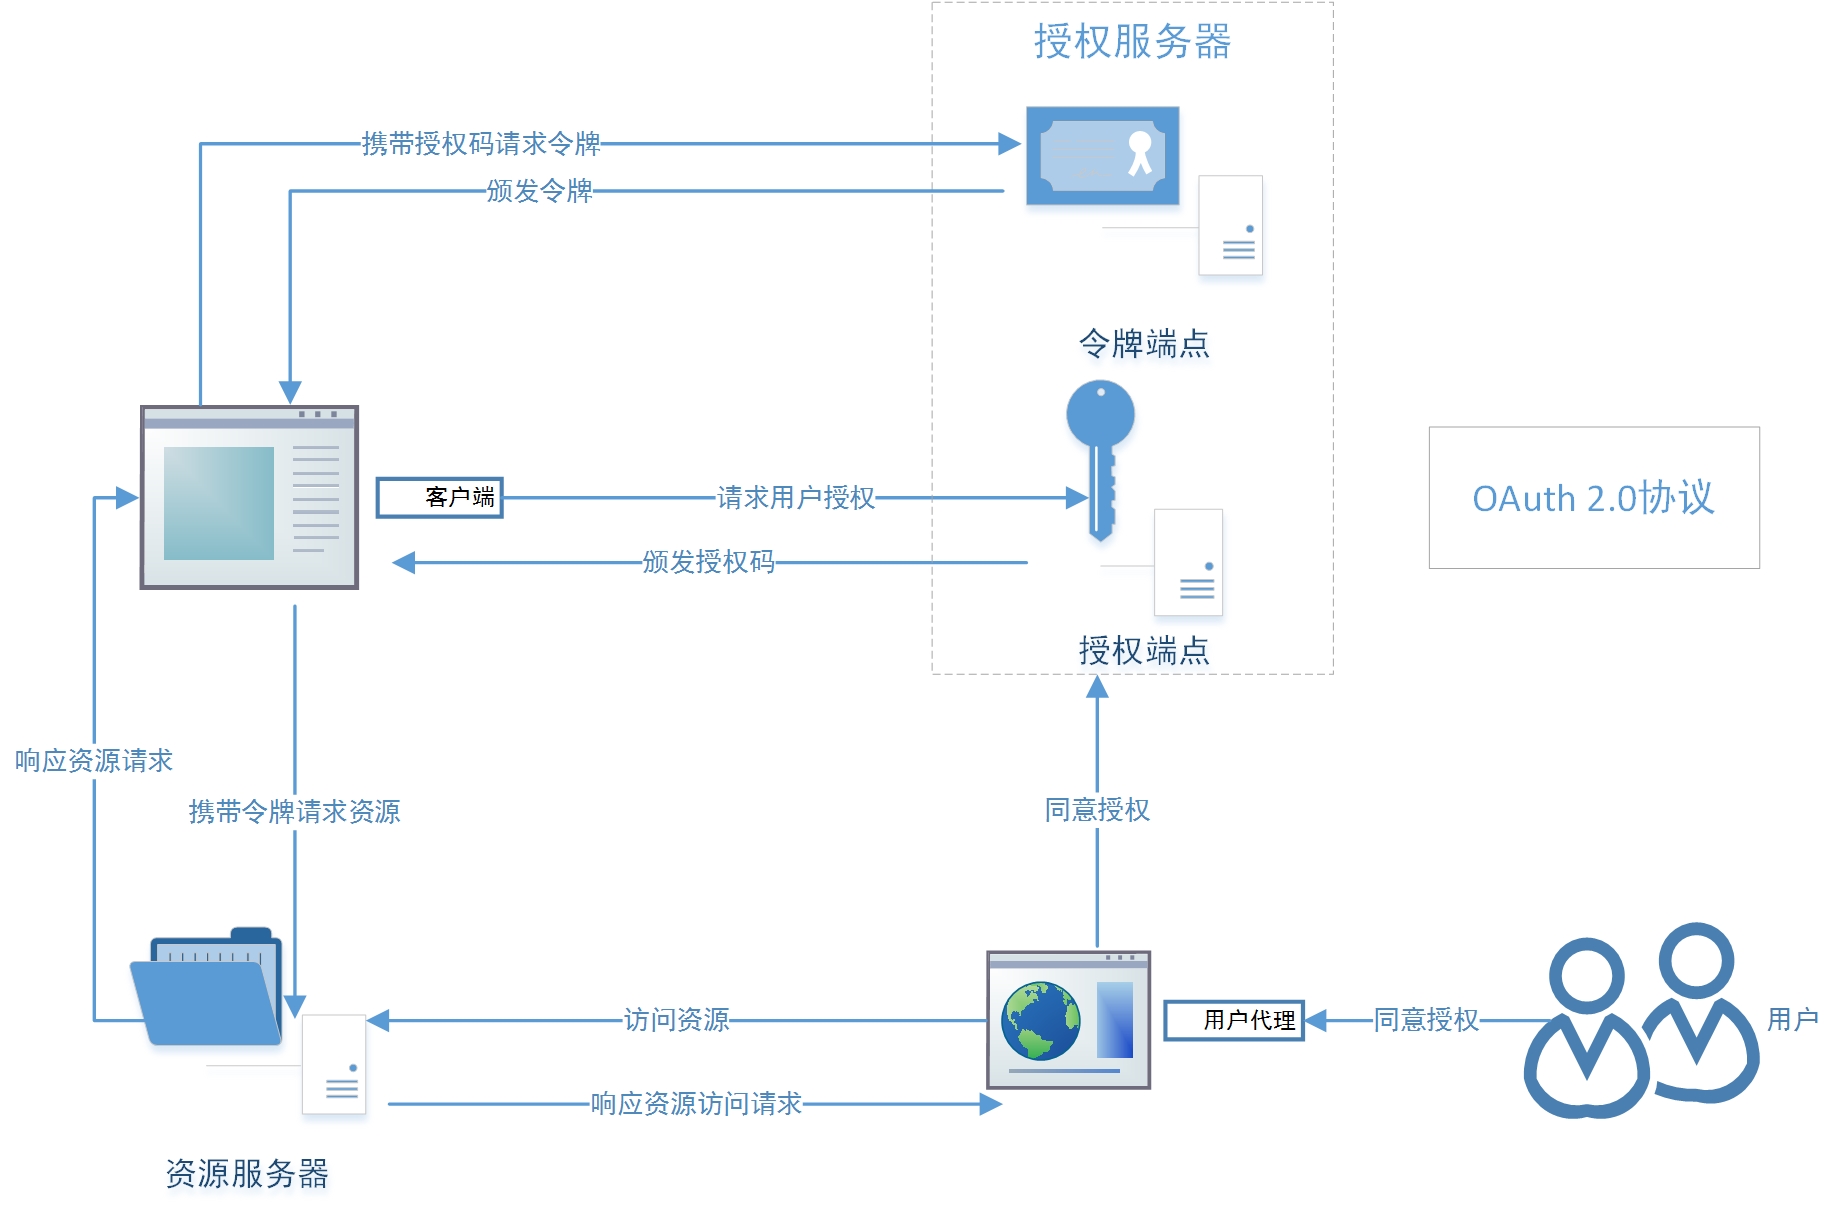 授权服务器
携带授权码请求令牌
颁发令牌
令牌端点
客户端
请求用户授权
OAuth 2.0协议
颁发授权码
授权端点
响应资源请求
携带令牌请求资源
同意授权
访问资源
用户代理
同意授权
用户
响应资源访问请求
资源服务器